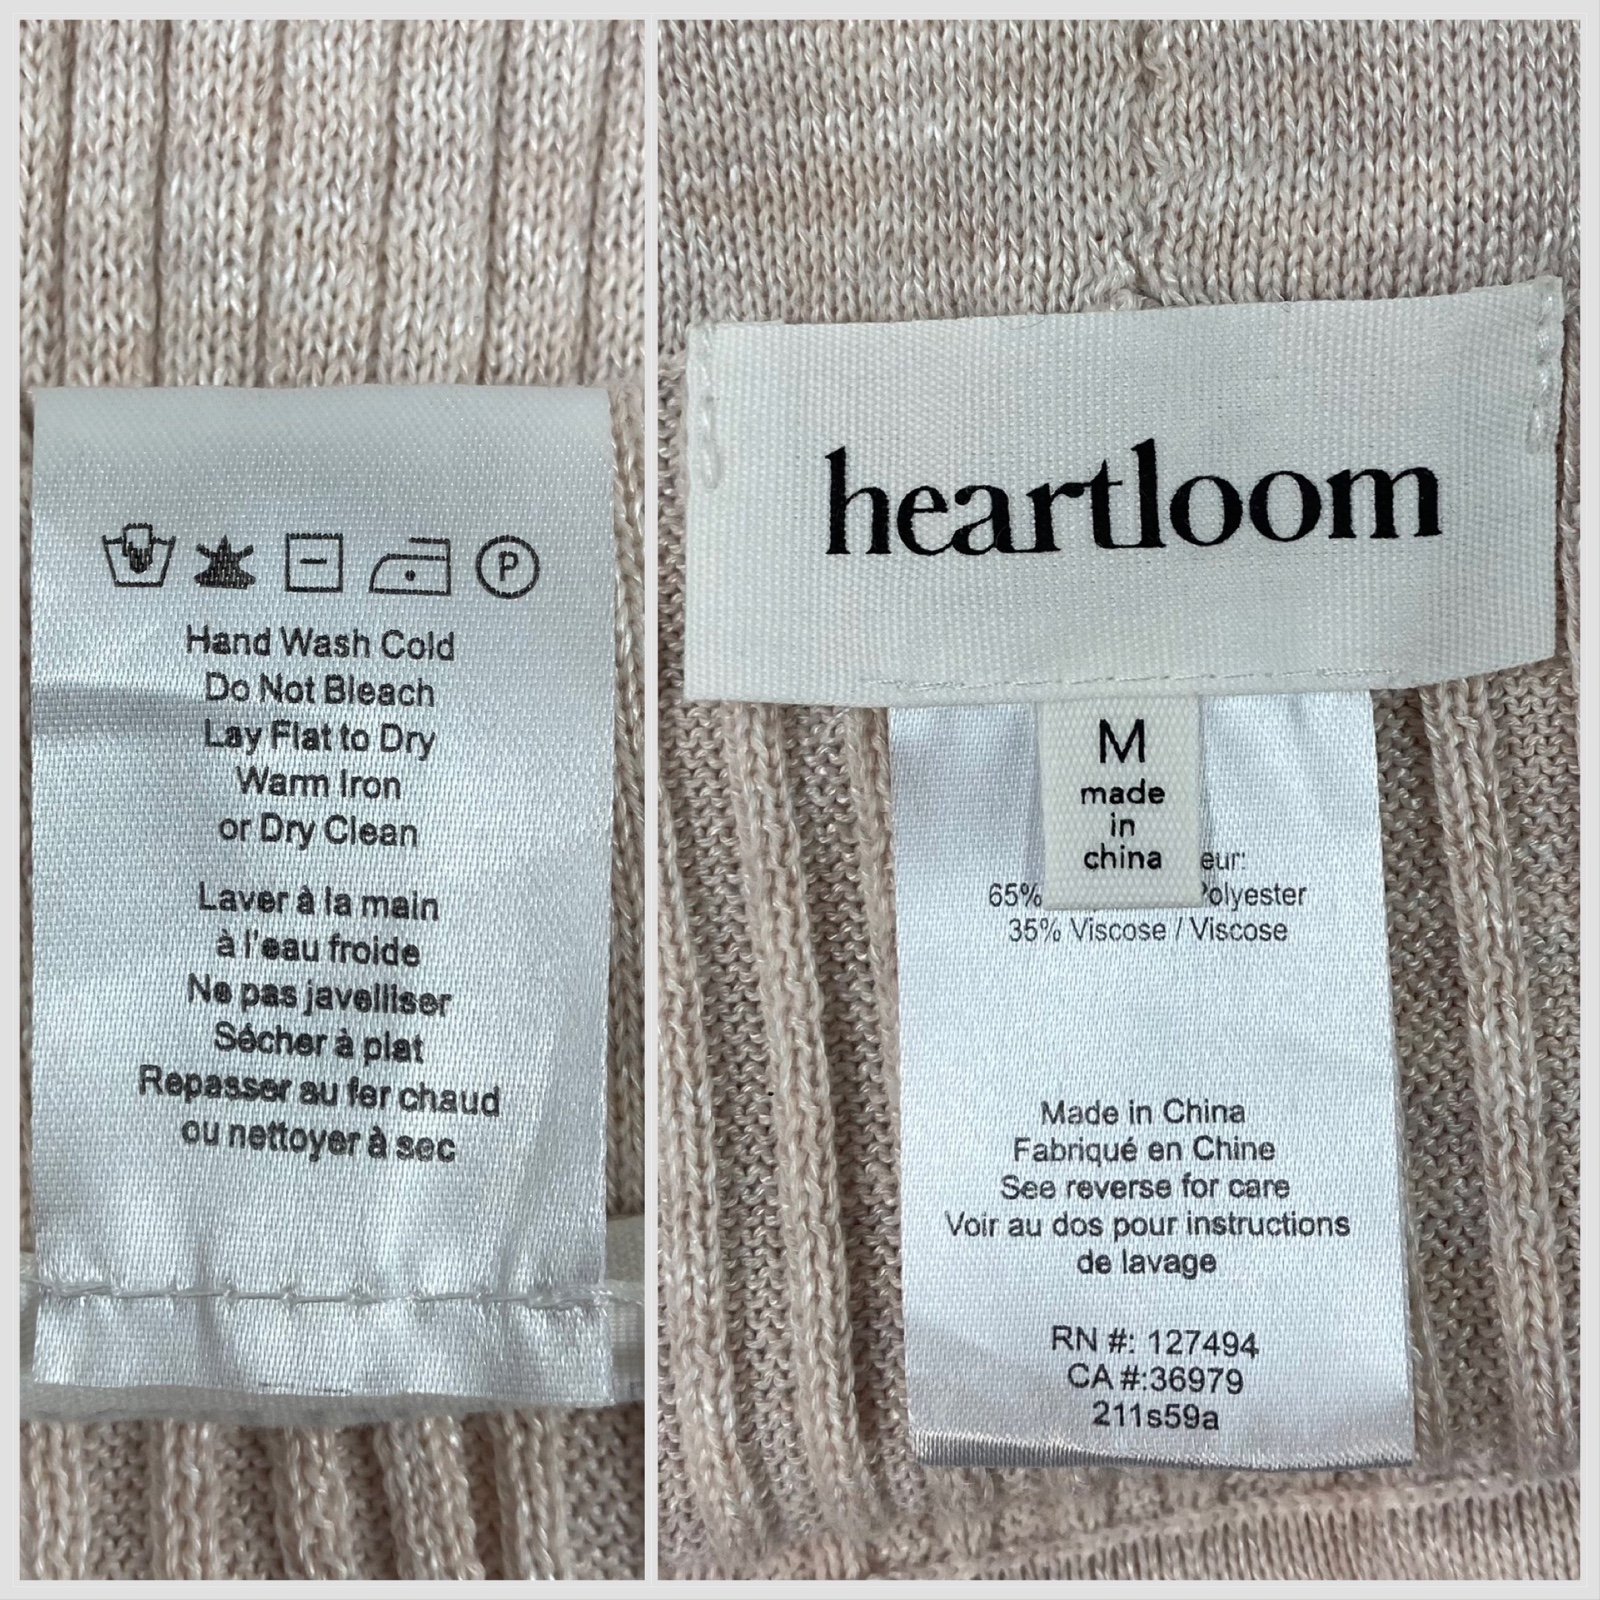 P
Hand Wash Cold
Do Not Bleach
Lay Flat to Dry
Warm Iron
or Dry Clean
Laver à la main
à l'eau froide
Ne pas javelliser
Sécher à plat
Repasser au fer chaud
ou nettoyer à sec
heartloom
M
made
in
china
eur:
65% Polyester
35% Viscose / Viscose
Made in China
Fabriqué en Chine
See reverse for care
Voir au dos pour instructions
de lavage
RN #: 127494
CA #:36979
211s59a